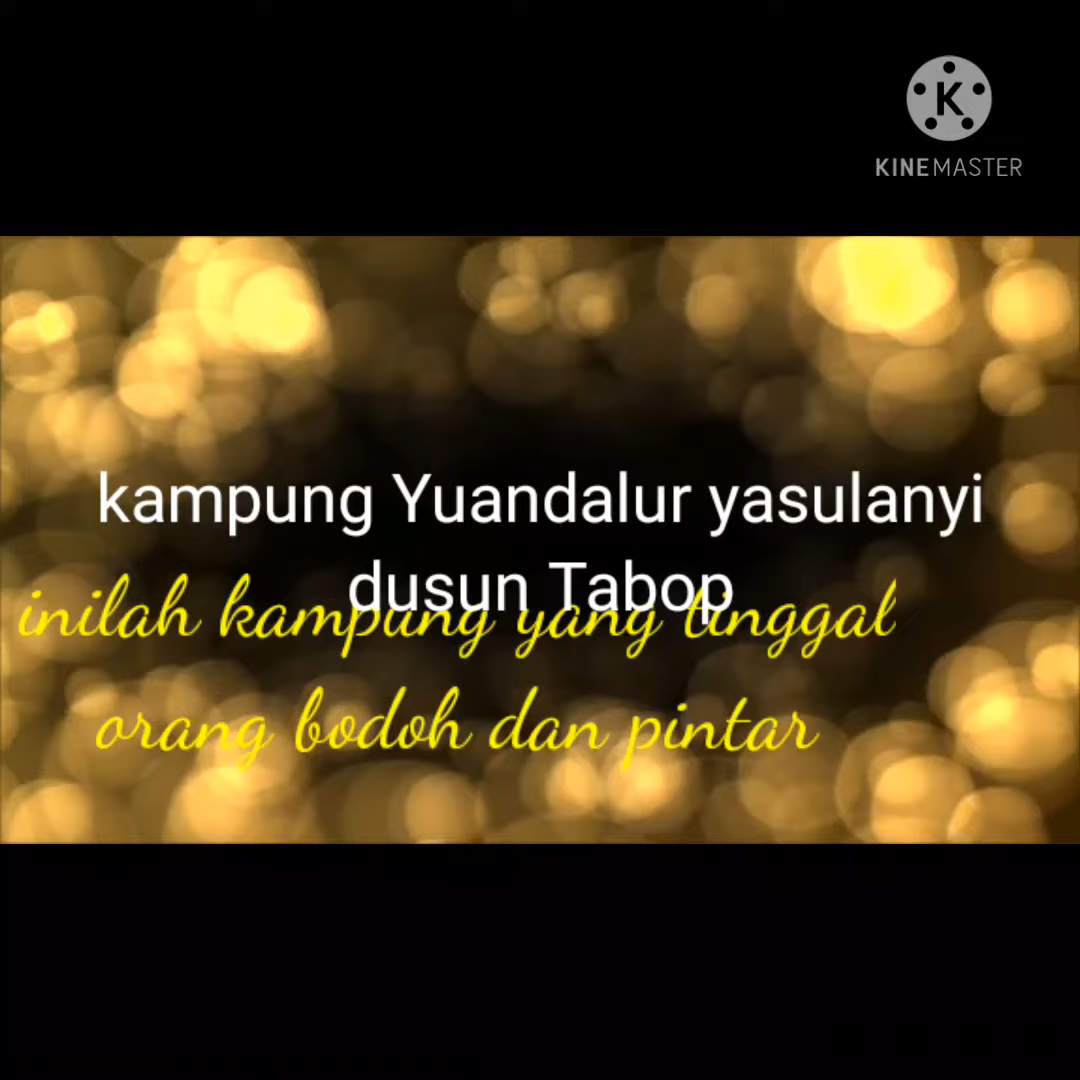 KINEMASTER
kampung Yuandalur yasulanyi
dusun Tabop
inilah kampung yang tinggal
orang bodoh dan pintar